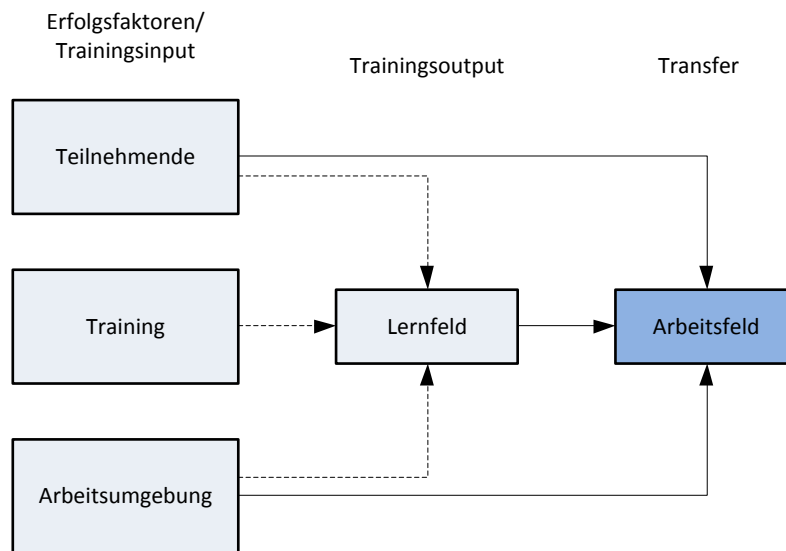 Erfolgsfaktoren/
Trainingsinput
Trainingsoutput
Transfer
Teilnehmende
Training
Lernfeld
Arbeitsfeld
Arbeitsumgebung